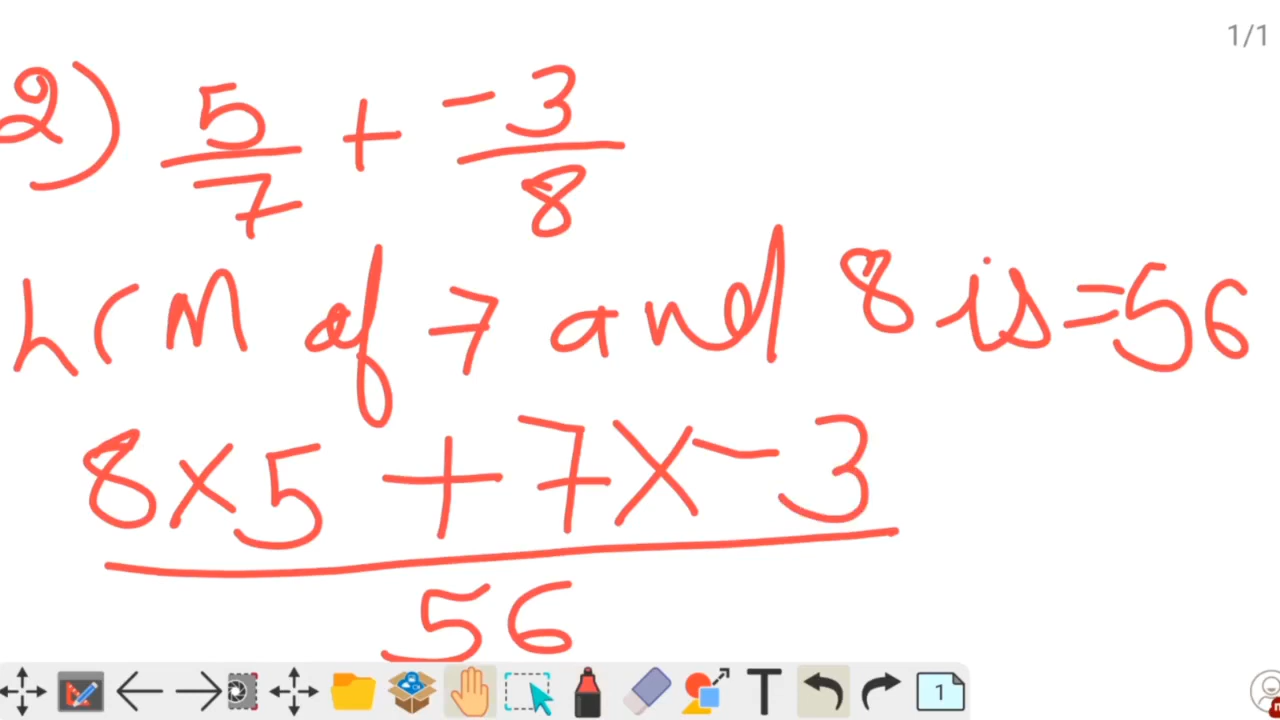 1/1
2) 5/7 + -3/8
LCM of 7 and 8 is = 56
8 x 5 + 7 x - 3
56
T
1